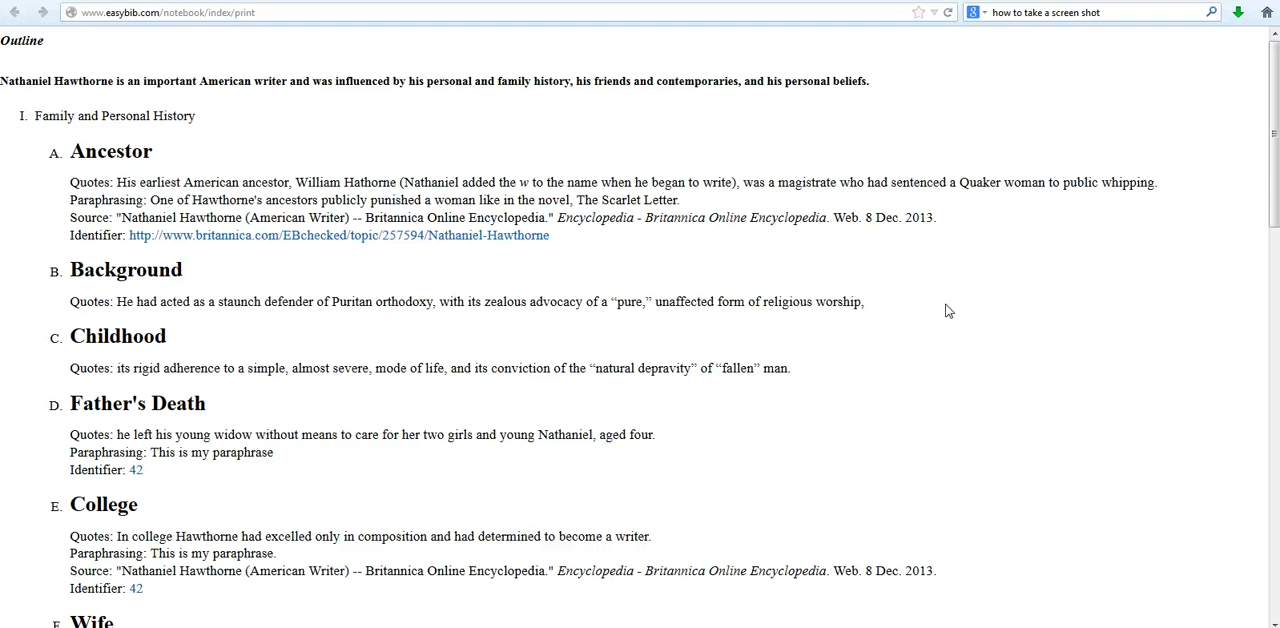 www.easybib.com/notebook/index/print
how to take a screen shot
Outline
Nathaniel Hawthorne is an important American writer and was influenced by his personal and family history, his friends and contemporaries, and his personal beliefs.
I. Family and Personal History
A. Ancestor
Quotes: His earliest American ancestor, William Hathorne (Nathaniel added the w to the name when he began to write), was a magistrate who had sentenced a Quaker woman to public whipping.
Paraphrasing: One of Hawthorne's ancestors publicly punished a woman like in the novel, The Scarlet Letter.
Source: "Nathaniel Hawthorne (American Writer) -- Britannica Online Encyclopedia." Encyclopedia - Britannica Online Encyclopedia. Web. 8 Dec. 2013.
Identifier: http://www.britannica.com/EBchecked/topic/257594/Nathaniel-Hawthorne
B. Background
Quotes: He had acted as a staunch defender of Puritan orthodoxy, with its zealous advocacy of a “pure,” unaffected form of religious worship,
C. Childhood
Quotes: its rigid adherence to a simple, almost severe, mode of life, and its conviction of the “natural depravity” of “fallen” man.
D. Father's Death
Quotes: he left his young widow without means to care for her two girls and young Nathaniel, aged four.
Paraphrasing: This is my paraphrase
Identifier: 42
E. College
Quotes: In college Hawthorne had excelled only in composition and had determined to become a writer.
Paraphrasing: This is my paraphrase.
Source: "Nathaniel Hawthorne (American Writer) -- Britannica Online Encyclopedia." Encyclopedia - Britannica Online Encyclopedia. Web. 8 Dec. 2013.
Identifier: 42
F. Wife